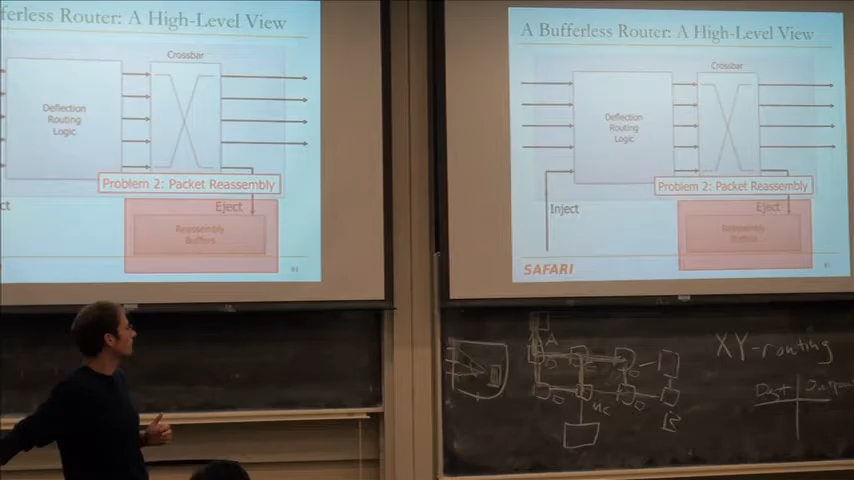 ferless Router: A High-Level View
Crossbar
Deflection
Routing
Logic
Problem 2: Packet Reassembly
ct
Eject
Reassembly
Buffers
A Bufferless Router: A High-Level View
Crossbar
Deflection
Routing
Logic
Problem 2: Packet Reassembly
Inject
Eject
Reassembly
Buffers
SAFARI
XY-routing
A
B